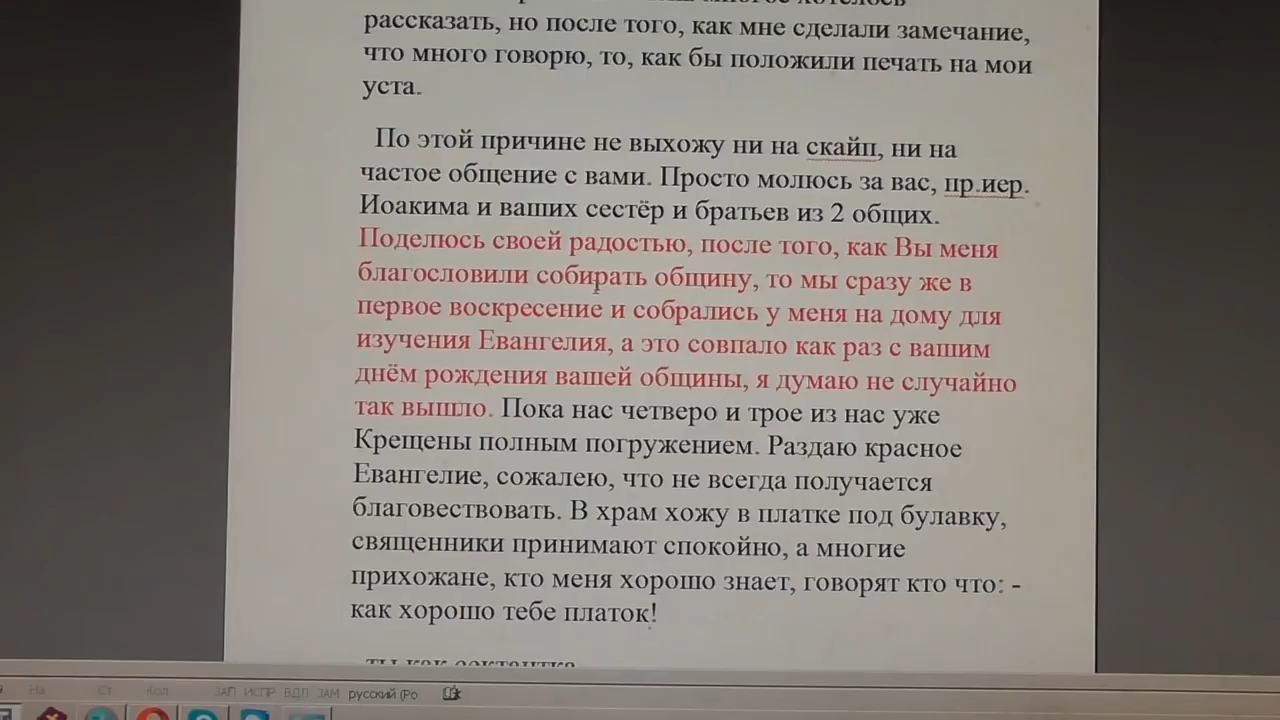 рассказать, но после того, как мне сделали замечание,
что много говорю, то, как бы положили печать на мои
уста.
По этой причине не выхожу ни на скайп, ни на
частое общение с вами. Просто молюсь за вас, пр.иер.
Иоакима и ваших сестёр и братьев из 2 общих.
Поделюсь своей радостью, после того, как Вы меня
благословили собирать общину, то мы сразу же в
первое воскресение и собрались у меня на дому для
изучения Евангелия, а это совпало как раз с вашим
днём рождения вашей общины, я думаю не случайно
так вышло. Пока нас четверо и трое из нас уже
Крещены полным погружением. Раздаю красное
Евангелие, сожалею, что не всегда получается
благовествовать. В храм хожу в платке под булавку,
священники принимают спокойно, а многие
прихожане, кто меня хорошо знает, говорят кто что: -
как хорошо тебе платок!
На Ст Кол ЗАП ИСПР ВДЛ ЗАМ русский (Ро